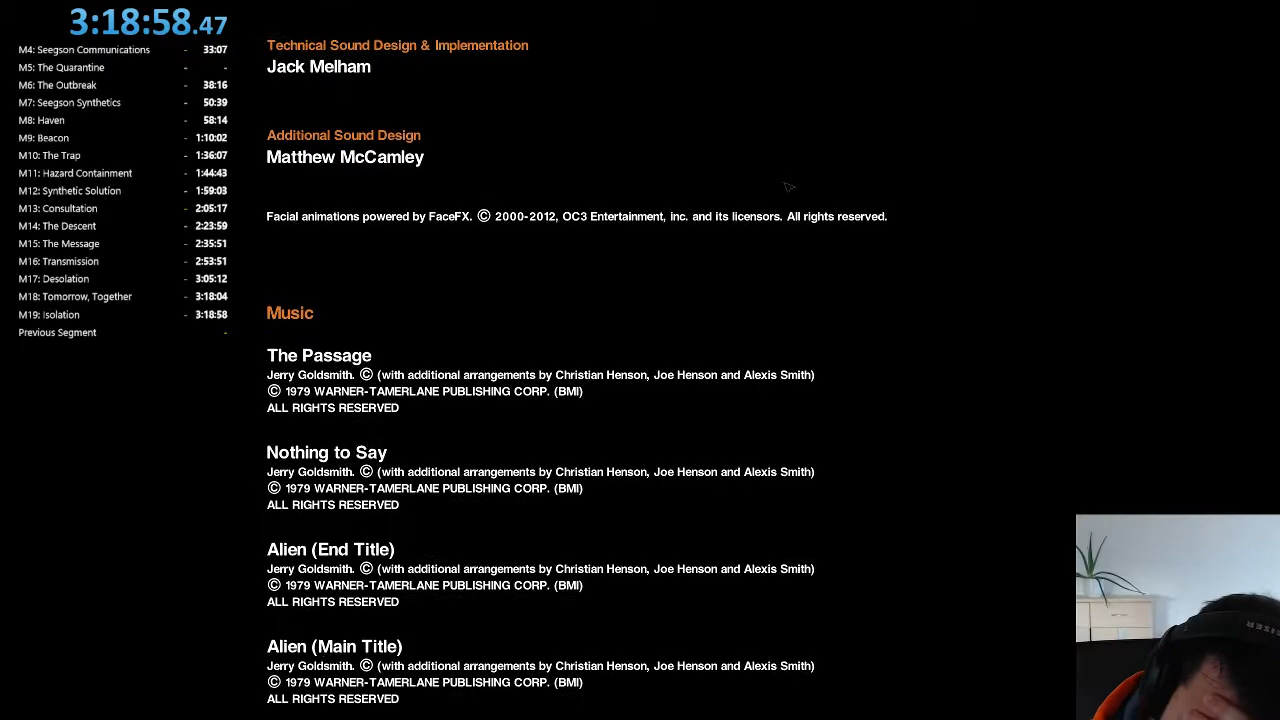 3:18:58.47
M4: Seegson Communications - 33:07
M5: The Quarantine - -
M6: The Outbreak - 38:16
M7: Seegson Synthetics - 50:39
M8: Haven - 58:14
M9: Beacon - 1:10:02
M10: The Trap - 1:36:07
M11: Hazard Containment - 1:44:43
M12: Synthetic Solution - 1:59:03
M13: Consultation - 2:05:17
M14: The Descent - 2:23:59
M15: The Message - 2:35:51
M16: Transmission - 2:53:51
M17: Desolation - 3:05:12
M18: Tomorrow, Together - 3:18:04
M19: Isolation - 3:18:58
Previous Segment -
Technical Sound Design & Implementation
Jack Melham
Additional Sound Design
Matthew McCamley
Facial animations powered by FaceFX. © 2000-2012, OC3 Entertainment, inc. and its licensors. All rights reserved.
Music
The Passage
Jerry Goldsmith. © (with additional arrangements by Christian Henson, Joe Henson and Alexis Smith)
© 1979 WARNER-TAMERLANE PUBLISHING CORP. (BMI)
ALL RIGHTS RESERVED
Nothing to Say
Jerry Goldsmith. © (with additional arrangements by Christian Henson, Joe Henson and Alexis Smith)
© 1979 WARNER-TAMERLANE PUBLISHING CORP. (BMI)
ALL RIGHTS RESERVED
Alien (End Title)
Jerry Goldsmith. © (with additional arrangements by Christian Henson, Joe Henson and Alexis Smith)
© 1979 WARNER-TAMERLANE PUBLISHING CORP. (BMI)
ALL RIGHTS RESERVED
Alien (Main Title)
Jerry Goldsmith. © (with additional arrangements by Christian Henson, Joe Henson and Alexis Smith)
© 1979 WARNER-TAMERLANE PUBLISHING CORP. (BMI)
ALL RIGHTS RESERVED